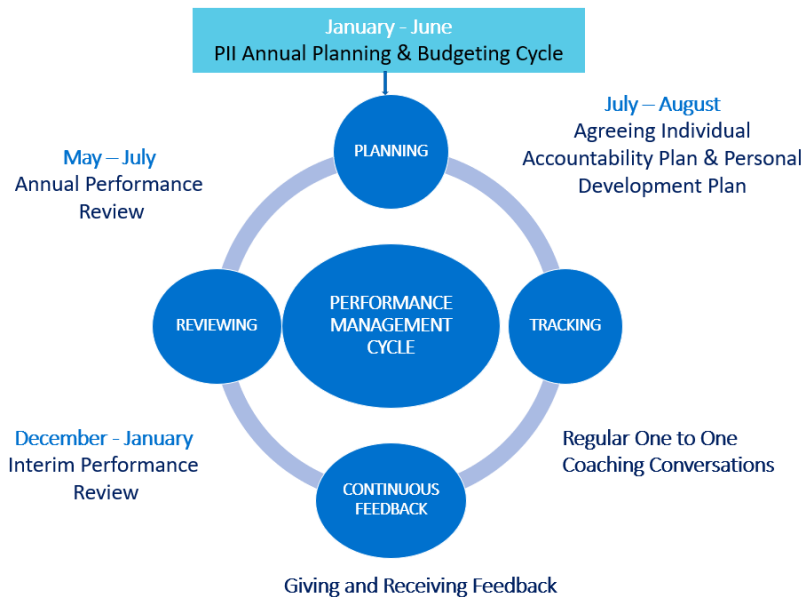 January - June
PII Annual Planning & Budgeting Cycle
PLANNING
July – August
Agreeing Individual
Accountability Plan & Personal
Development Plan
May – July
Annual Performance
Review
REVIEWING
PERFORMANCE
MANAGEMENT
CYCLE
TRACKING
December - January
Interim Performance
Review
CONTINUOUS
FEEDBACK
Regular One to One
Coaching Conversations
Giving and Receiving Feedback